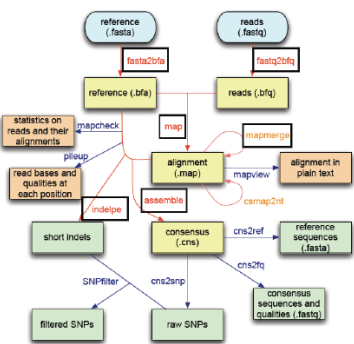 reference
(.fasta)
reads
(.fastq)
fasta2bfa
fastq2bfq
reference (.bfa)
reads (.bfq)
statistics on
reads and their
alignments
mapcheck
map
mapmerge
pileup
alignment
(.map)
mapview
alignment in
plain text
read bases and
qualities at
each position
csmap2nt
indelpe
assemble
short indels
consensus
(.cns)
cns2ref
reference
sequences
(.fasta)
cns2fq
SNPfilter
cns2snp
consensus
sequences and
qualities (.fastq)
filtered SNPs
raw SNPs